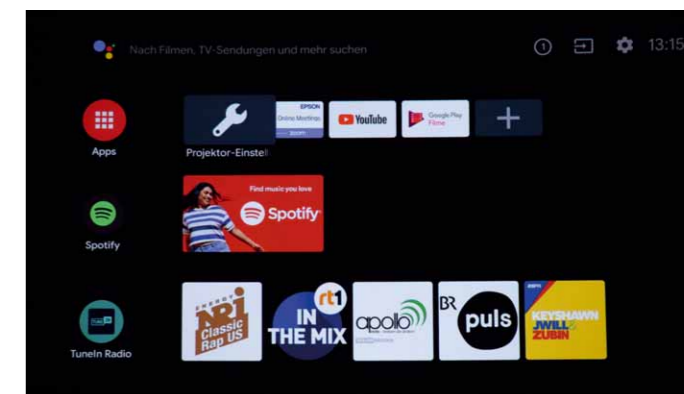 Nach Filmen, TV-Sendungen und mehr suchen
1
13:15
Apps
Projektor-Einstel
EPSON
Online Meetings
zoom
YouTube
Google Play
Filme
Spotify
Find music you love
Spotify
TuneIn Radio
ENERGY
NRJ
Classic
Rap US
rt1
IN
THE MIX
apollo
BR
puls
ESPN
KEYSHAWN
JWILL &
ZUBIN